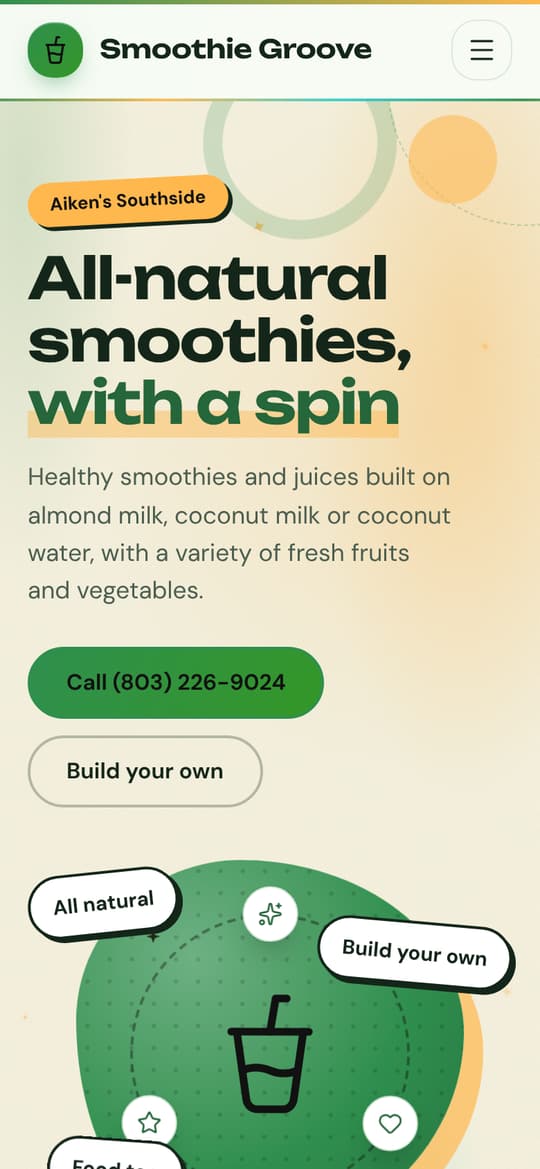 Smoothie Groove
Aiken's Southside
All-natural
smoothies,
with a spin
Healthy smoothies and juices built on
almond milk, coconut milk or coconut
water, with a variety of fresh fruits
and vegetables.
Call (803) 226-9024
Build your own
All natural
Build your own